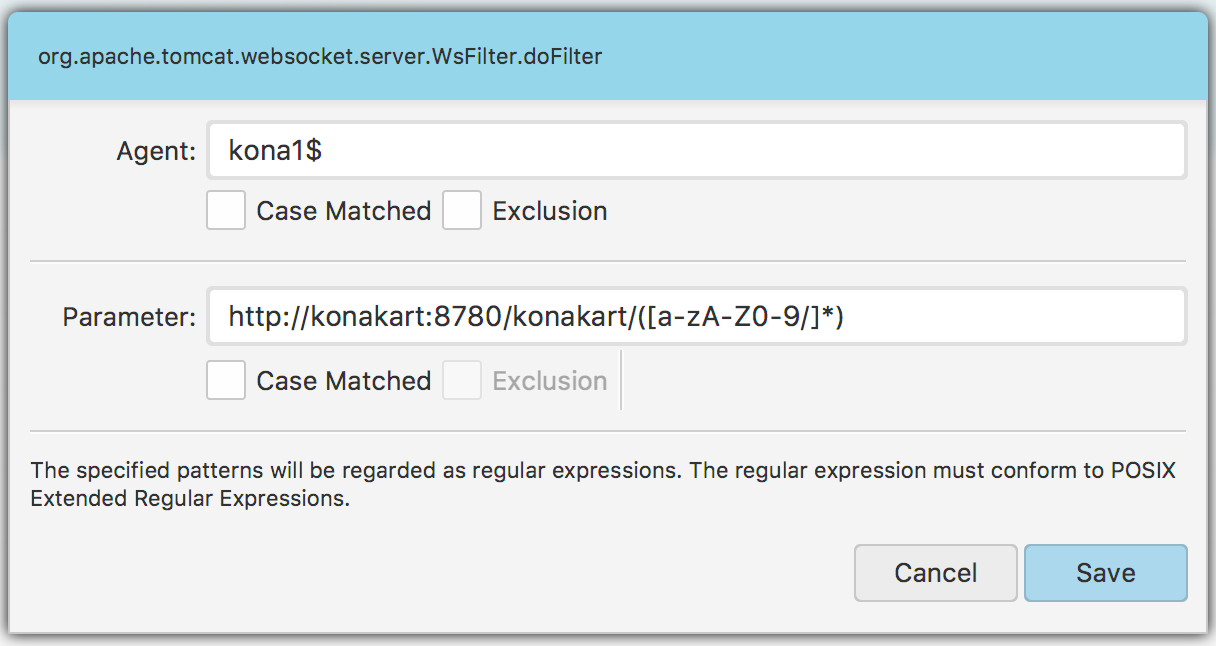 org.apache.tomcat.websocket.server.WsFilter.doFilter
Agent: kona1$
Case Matched Exclusion
Parameter: http://konakart:8780/konakart/([a-zA-Z0-9/]*)
Case Matched Exclusion
The specified patterns will be regarded as regular expressions. The regular expression must conform to POSIX
Extended Regular Expressions.
Cancel Save